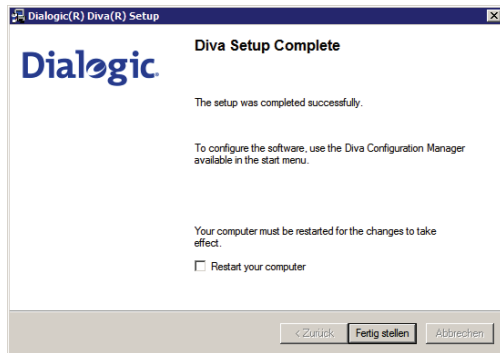 Dialogic(R) Diva(R) Setup
Dialogic.
Diva Setup Complete
The setup was completed successfully.
To configure the software, use the Diva Configuration Manager
available in the start menu.
Your computer must be restarted for the changes to take
effect.
Restart your computer
< Zurück Fertig stellen Abbrechen